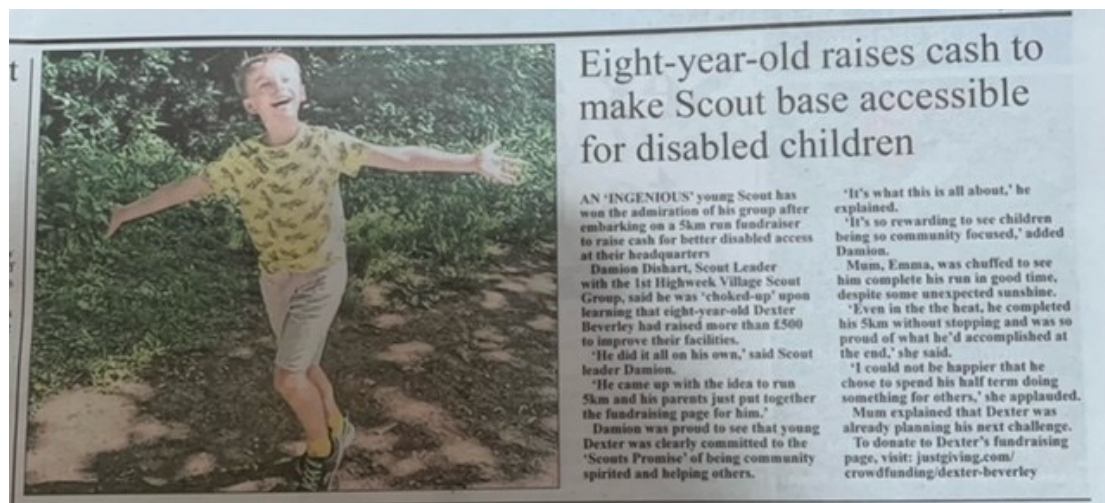 t
Eight-year-old raises cash to
make Scout base accessible
for disabled children
AN ‘INGENIOUS’ young Scout has
won the admiration of his group after
embarking on a 5km run fundraiser
to raise cash for better disabled access
at their headquarters
Damion Dishart, Scout Leader
with the 1st Highweek Village Scout
Group, said he was ‘choked-up’ upon
learning that eight-year-old Dexter
Beverley had raised more than £500
to improve their facilities.
‘He did it all on his own,’ said Scout
leader Damion.
‘He came up with the idea to run
5km and his parents just put together
the fundraising page for him.’
Damion was proud to see that young
Dexter was clearly committed to the
‘Scouts Promise’ of being community
spirited and helping others.
‘It’s what this is all about,’ he
explained.
‘It’s so rewarding to see children
being so community focused,’ added
Damion.
Mum, Emma, was chuffed to see
him complete his run in good time,
despite some unexpected sunshine.
‘Even in the the heat, he completed
his 5km without stopping and was so
proud of what he’d accomplished at
the end,’ she said.
‘I could not be happier that he
chose to spend his half term doing
something for others,’ she applauded.
Mum explained that Dexter was
already planning his next challenge.
To donate to Dexter’s fundraising
page, visit: justgiving.com/
crowdfunding/dexter-beverley